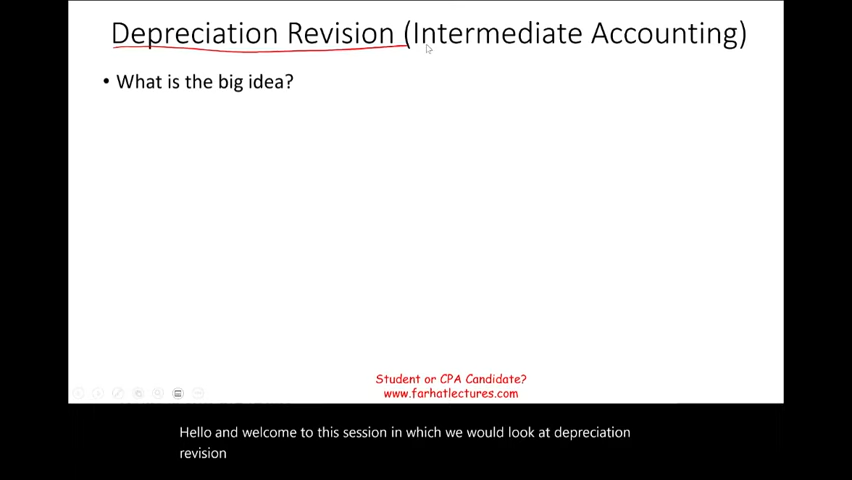 Depreciation Revision (Intermediate Accounting)
• What is the big idea?
Student or CPA Candidate?
www.farhatlectures.com
Hello and welcome to this session in which we would look at depreciation
revision